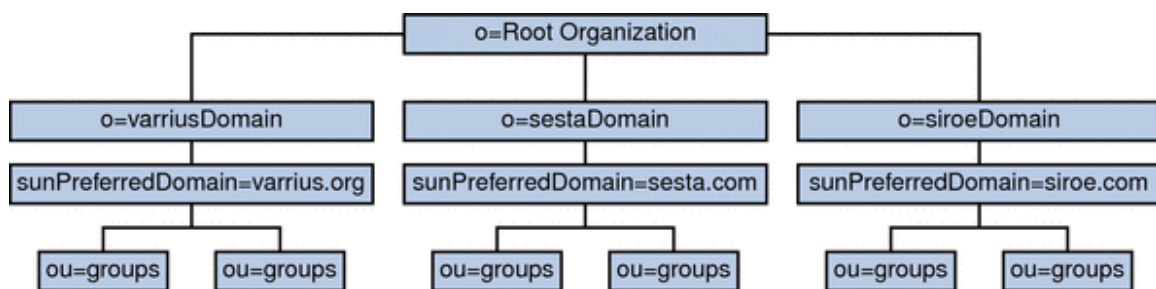 o=Root Organization
o=varriusDomain
o=sestaDomain
o=siroeDomain
sunPreferredDomain=varrius.org
sunPreferredDomain=sesta.com
sunPreferredDomain=siroe.com
ou=groups
ou=groups
ou=groups
ou=groups
ou=groups
ou=groups